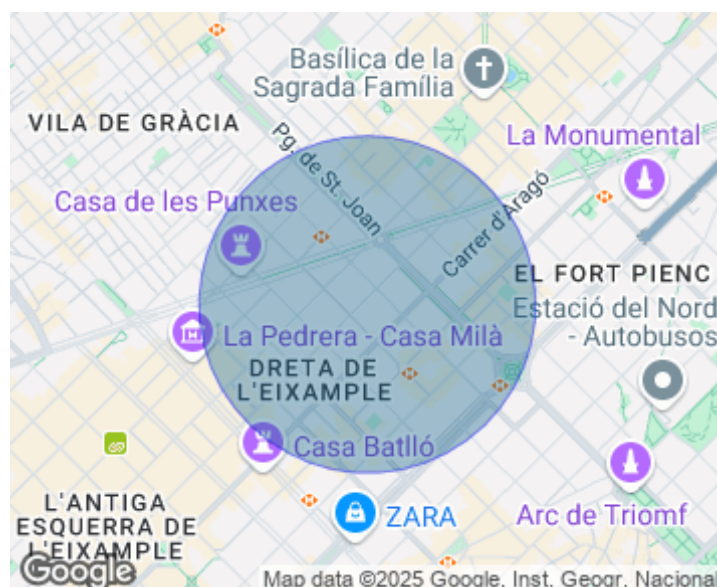 Basílica de la
Sagrada Família
VILA DE GRÀCIA
Pg. de St. Joan
La Monumental
Casa de les Punxes
Carrer d'Aragó
EL FORT PIENC
Estació del Nord
- Autobusos
La Pedrera - Casa Milà
DRETA DE
L'EIXAMPLE
Casa Batlló
L'ANTIGA
ESQUERRA DE
L'EIXAMPLE
ZARA
Arc de Triomf
Google
Map data ©2025 Google, Inst. Geogr. Nacional